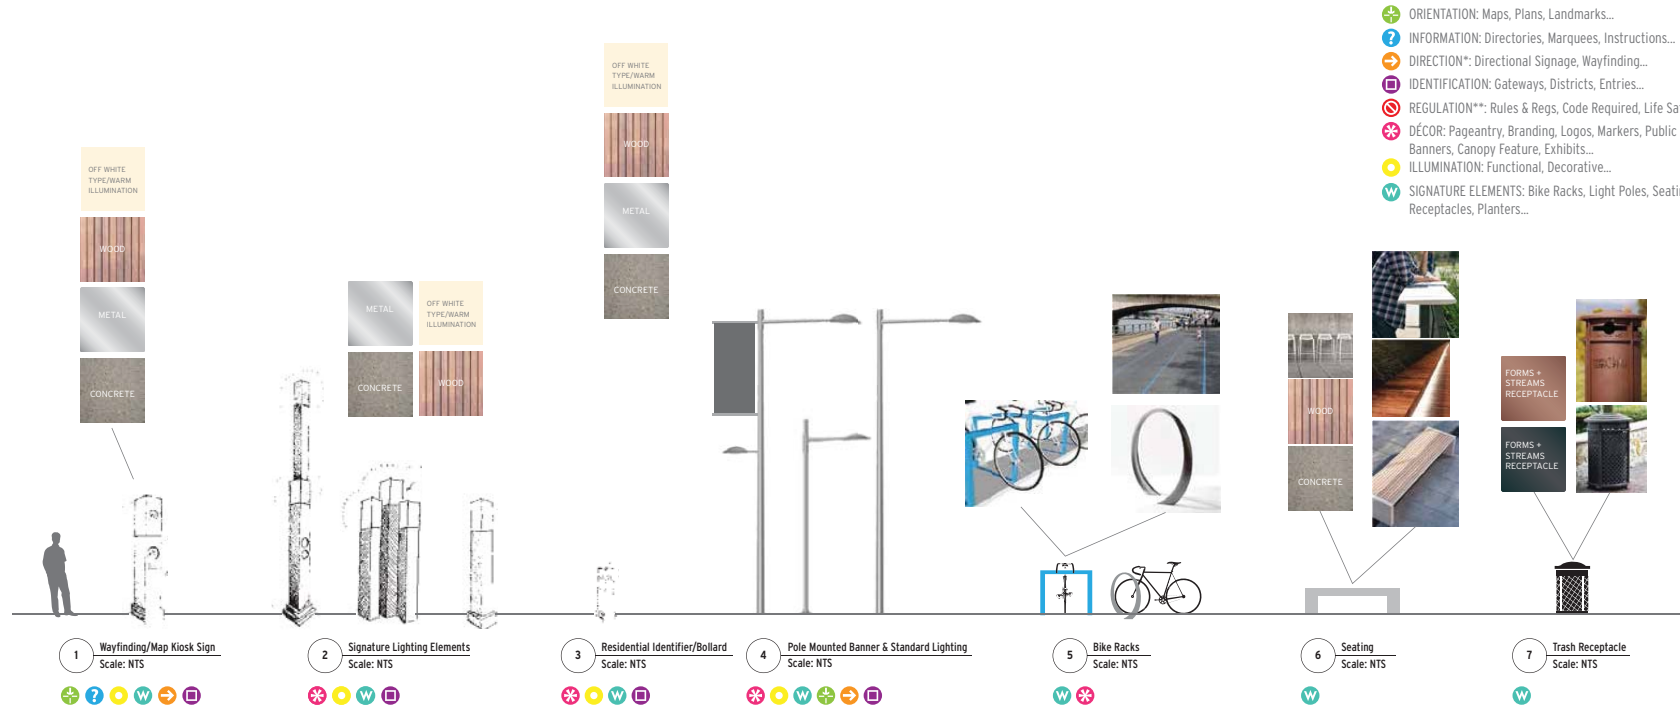 ORIENTATION: Maps, Plans, Landmarks...
INFORMATION: Directories, Marquees, Instructions...
DIRECTION*: Directional Signage, Wayfinding...
IDENTIFICATION: Gateways, Districts, Entries...
REGULATION**: Rules & Regs, Code Required, Life Sa
DÉCOR: Pageantry, Branding, Logos, Markers, Public
Banners, Canopy Feature, Exhibits...
ILLUMINATION: Functional, Decorative...
SIGNATURE ELEMENTS: Bike Racks, Light Poles, Seatin
Receptacles, Planters...
OFF WHITE
TYPE/WARM
ILLUMINATION
WOOD
METAL
CONCRETE
METAL
OFF WHITE
TYPE/WARM
ILLUMINATION
CONCRETE
WOOD
OFF WHITE
TYPE/WARM
ILLUMINATION
WOOD
METAL
CONCRETE
WOOD
CONCRETE
FORMS +
STREAMS
RECEPTACLE
FORMS +
STREAMS
RECEPTACLE
1 Wayfinding/Map Kiosk Sign
Scale: NTS
2 Signature Lighting Elements
Scale: NTS
3 Residential Identifier/Bollard
Scale: NTS
4 Pole Mounted Banner & Standard Lighting
Scale: NTS
5 Bike Racks
Scale: NTS
6 Seating
Scale: NTS
7 Trash Receptacle
Scale: NTS